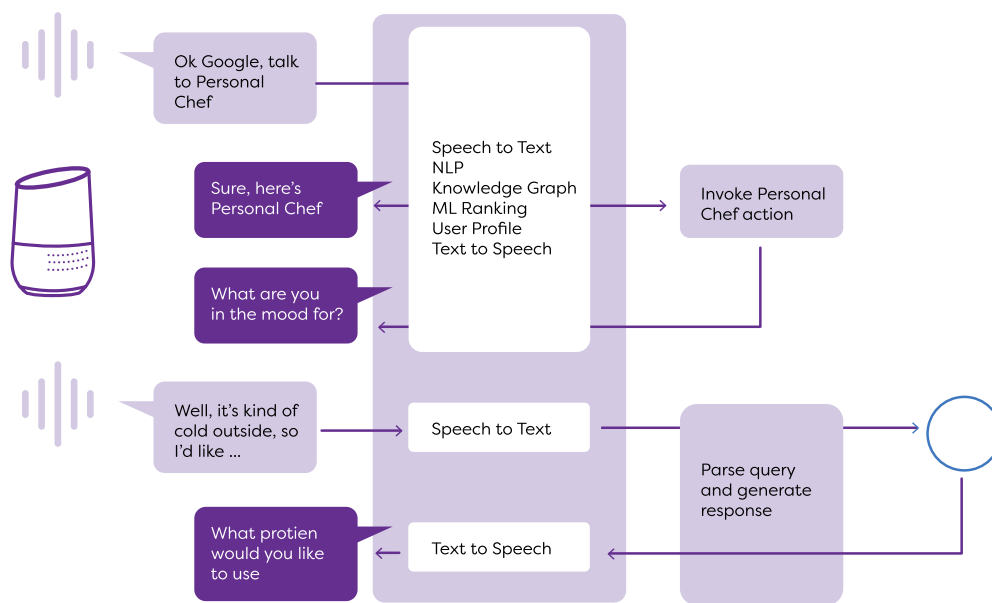 Ok Google, talk
to Personal
Chef
Speech to Text
NLP
Knowledge Graph
ML Ranking
User Profile
Text to Speech
Sure, here's
Personal Chef
Invoke Personal
Chef action
What are you
in the mood for?
Well, it's kind of
cold outside, so
I'd like ...
Speech to Text
Parse query
and generate
response
What protien
would you like
to use
Text to Speech